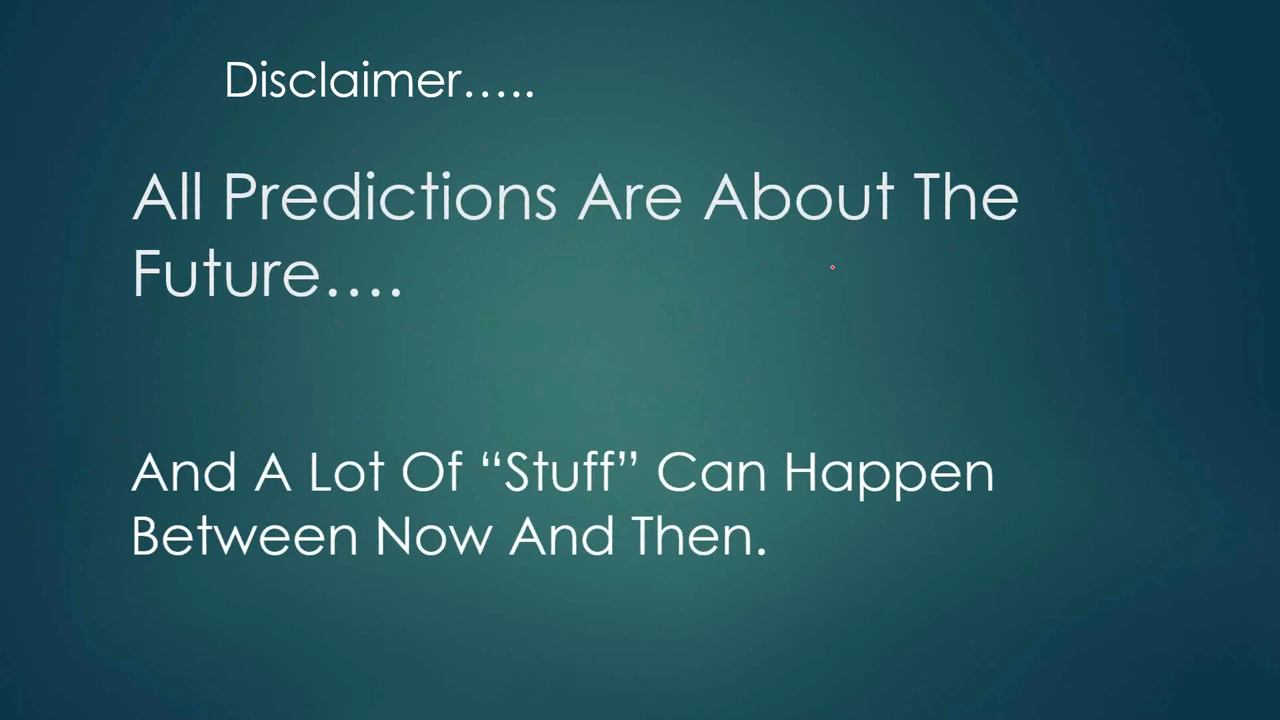 Disclaimer…..
All Predictions Are About The
Future….
And A Lot Of “Stuff” Can Happen
Between Now And Then.